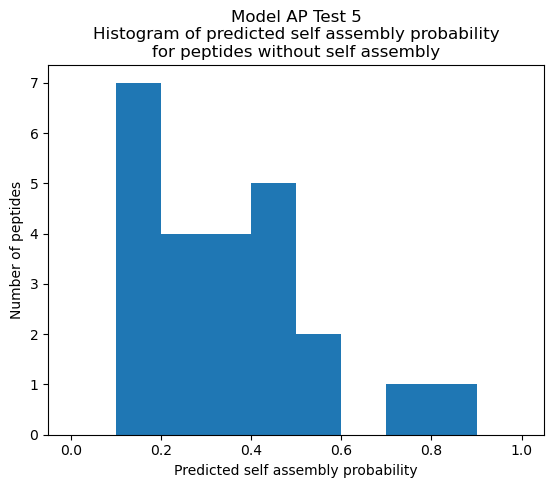 Model AP Test 5
Histogram of predicted self assembly probability
for peptides without self assembly
Number of peptides
7
6
5
4
3
2
1
0
0.0 0.2 0.4 0.6 0.8 1.0
Predicted self assembly probability